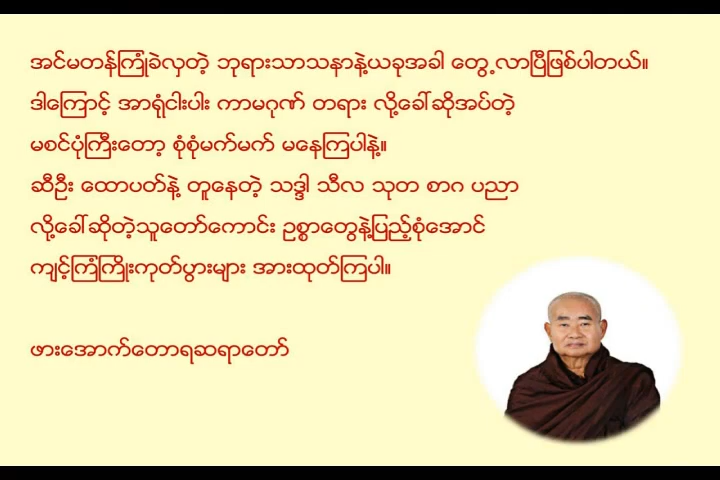 အင်မတန်ကြုံခဲလှတဲ့ ဘုရားသာသနာနဲ့ယခုအခါ တွေ့လာပြီဖြစ်ပါတယ်။
ဒါကြောင့် အာရုံငါးပါး ကာမဂုဏ် တရား လို့ခေါ်ဆိုအပ်တဲ့
မစင်ပုံကြီးတော့ စုံစုံမက်မက် မနေကြပါနဲ့။
ဆီဦး ထောပတ်နဲ့ တူနေတဲ့ သဒ္ဒါ သီလ သုတ စာဂ ပညာ
လို့ခေါ်ဆိုတဲ့သူတော်ကောင်း ဥစ္စာတွေနဲ့ပြည့်စုံအောင်
ကျင့်ကြံကြိုးကုတ်ပွားများ အားထုတ်ကြပါ။
ဖားအောက်တောရဆရာတော်